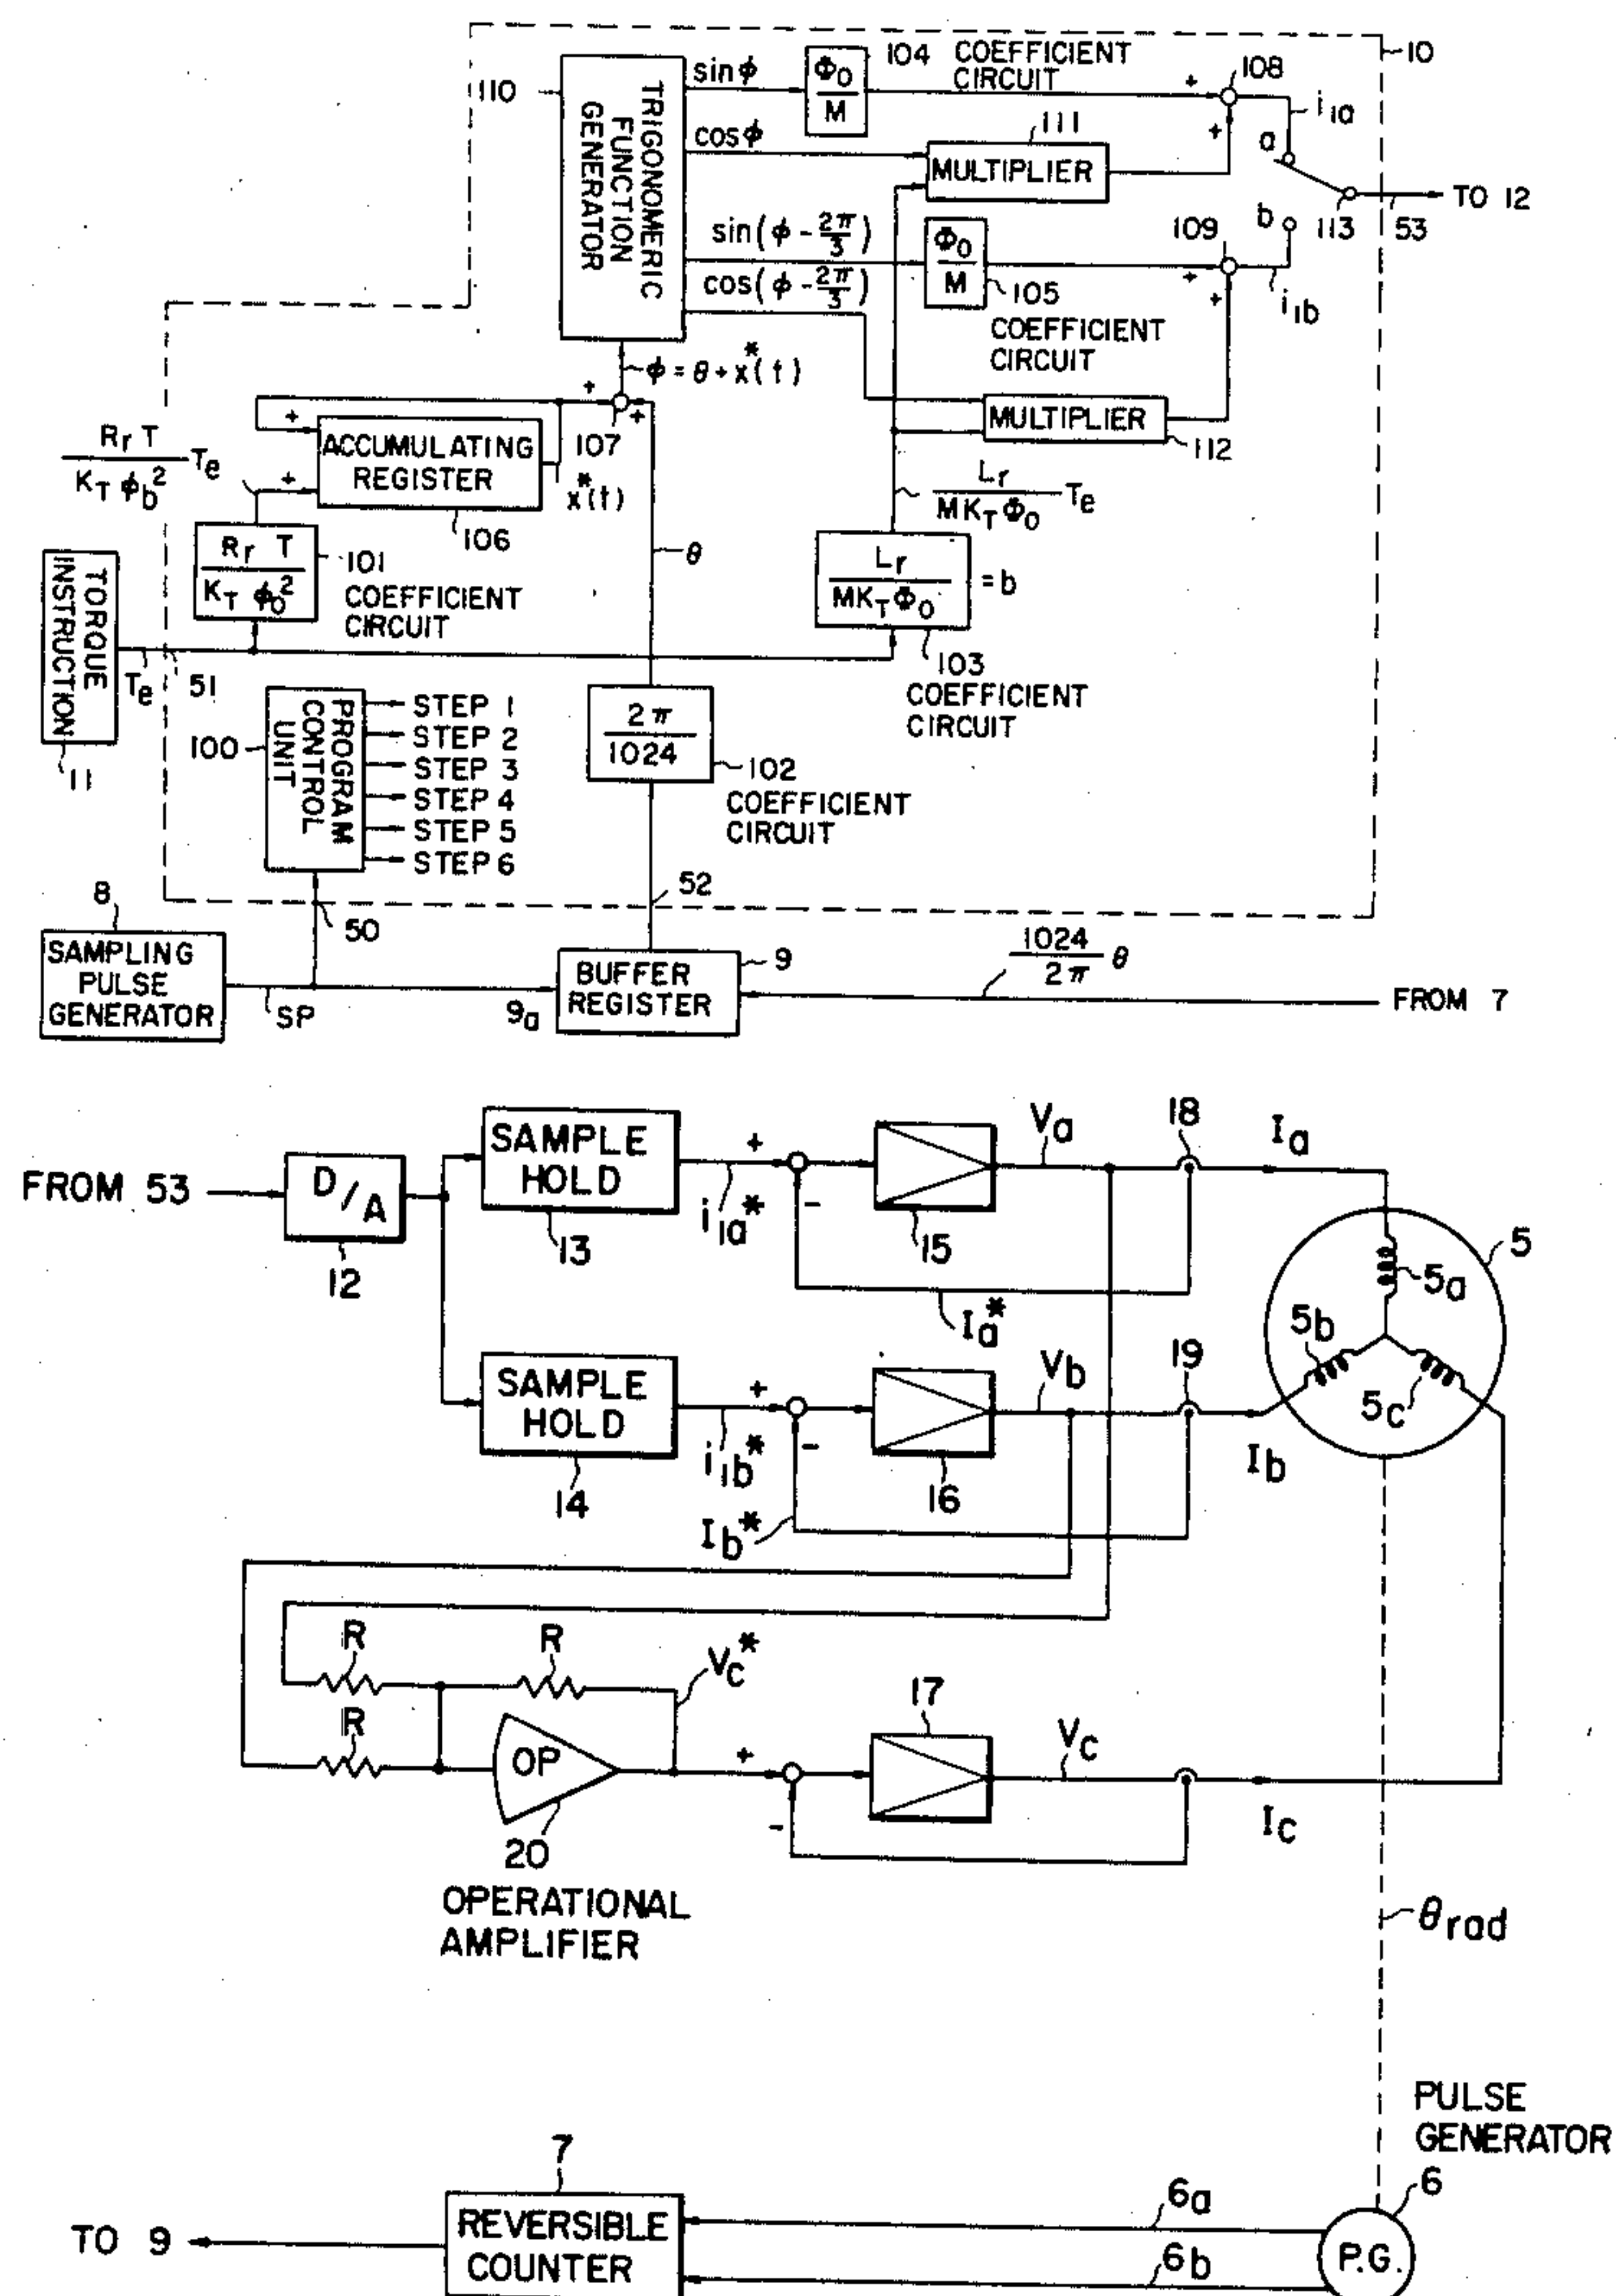 10
110
TRIGONOMERIC
FUNCTION
GENERATOR
sin φ
Φ0
M
104 COEFFICIENT
CIRCUIT
+
108
i1a
cos φ
111
MULTIPLIER
+
a
TO 12
sin(φ - 2π/3)
Φ0
M
109
b
113
53
cos(φ - 2π/3)
105
COEFFICIENT
CIRCUIT
+
+
i1b
φ = θ + x*(t)
+
+
107
+
ACCUMULATING
REGISTER
+
x*(t)
106
MULTIPLIER
112
Rr T
KT φb² Te
Lr
MKTΦ0 Te
Rr T
KT φ0²
101
COEFFICIENT
CIRCUIT
θ
Lr
MKTΦ0
= b
103
COEFFICIENT
CIRCUIT
TORQUE
INSTRUCTION
11
Te
51
100
PROGRAM
CONTROL
UNIT
STEP 1
STEP 2
STEP 3
STEP 4
STEP 5
STEP 6
2π
1024
102
COEFFICIENT
CIRCUIT
8
50
52
SAMPLING
PULSE
GENERATOR
SP
9a
BUFFER
REGISTER
9
1024
2π θ
FROM 7
FROM 53
D/A
12
SAMPLE
HOLD
13
+
i1a*
-
15
Va
18
Ia
Ia*
5
5a
5b
5c
SAMPLE
HOLD
14
+
i1b*
-
16
Vb
19
Ib
Ib*
R
R
R
Vc*
OP
20
OPERATIONAL
AMPLIFIER
+
-
17
Vc
Ic
θrad
PULSE
GENERATOR
6
P.G.
6a
6b
7
REVERSIBLE
COUNTER
TO 9